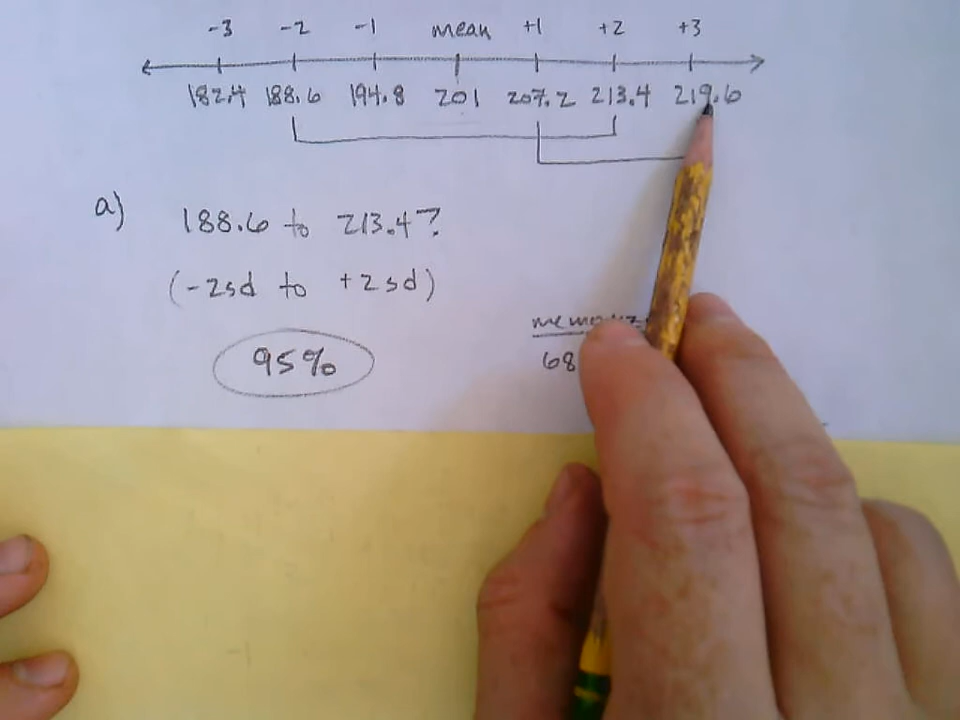 -3 -2 -1 mean +1 +2 +3
182.4 188.6 194.8 201 207.2 213.4 219.6
a) 188.6 to 213.4?
(-2sd to +2sd)
95%
68